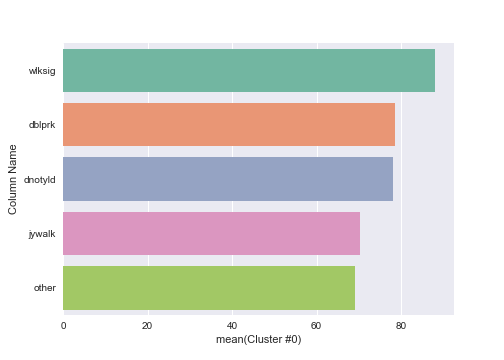 Column Name
wlksig
dblprk
dnotyld
jywalk
other
0 20 40 60 80
mean(Cluster #0)